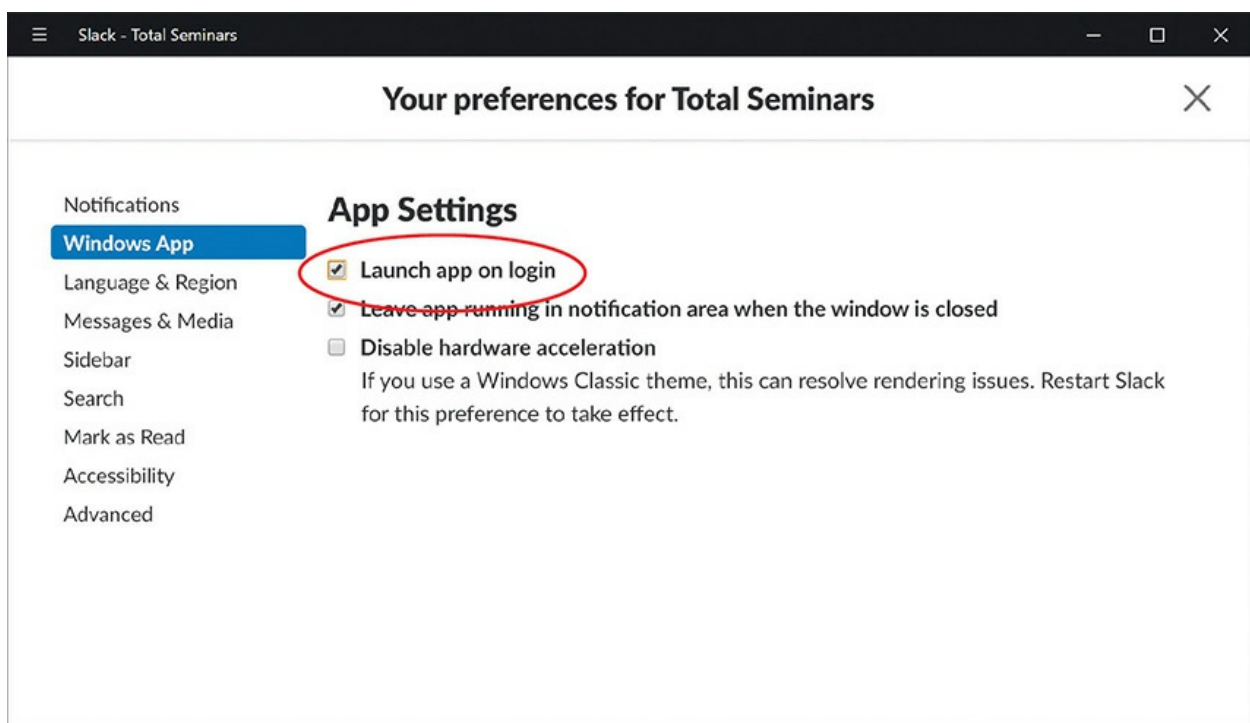 Slack - Total Seminars
Your preferences for Total Seminars
Notifications
Windows App
Language & Region
Messages & Media
Sidebar
Search
Mark as Read
Accessibility
Advanced
App Settings
Launch app on login
Leave app running in notification area when the window is closed
Disable hardware acceleration
If you use a Windows Classic theme, this can resolve rendering issues. Restart Slack
for this preference to take effect.